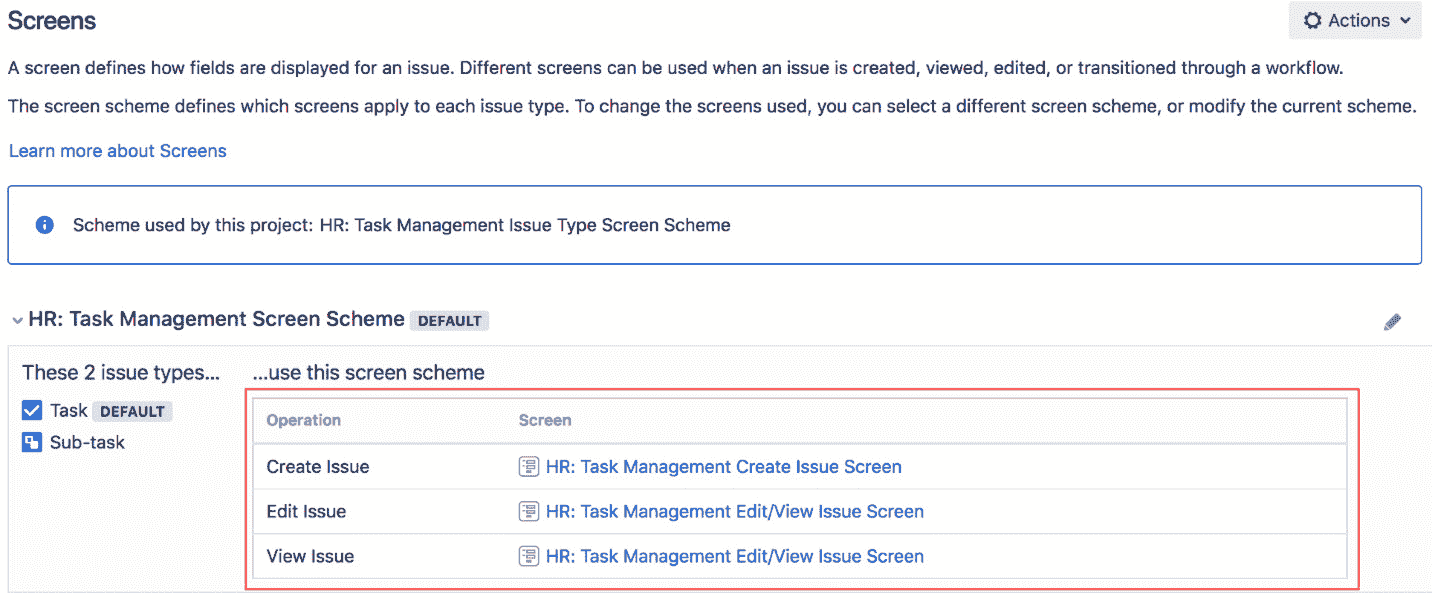 Screens
Actions
A screen defines how fields are displayed for an issue. Different screens can be used when an issue is created, viewed, edited, or transitioned through a workflow.
The screen scheme defines which screens apply to each issue type. To change the screens used, you can select a different screen scheme, or modify the current scheme.
Learn more about Screens
Scheme used by this project: HR: Task Management Issue Type Screen Scheme
HR: Task Management Screen Scheme DEFAULT
These 2 issue types... ...use this screen scheme
Task DEFAULT
Sub-task
Operation Screen
Create Issue HR: Task Management Create Issue Screen
Edit Issue HR: Task Management Edit/View Issue Screen
View Issue HR: Task Management Edit/View Issue Screen